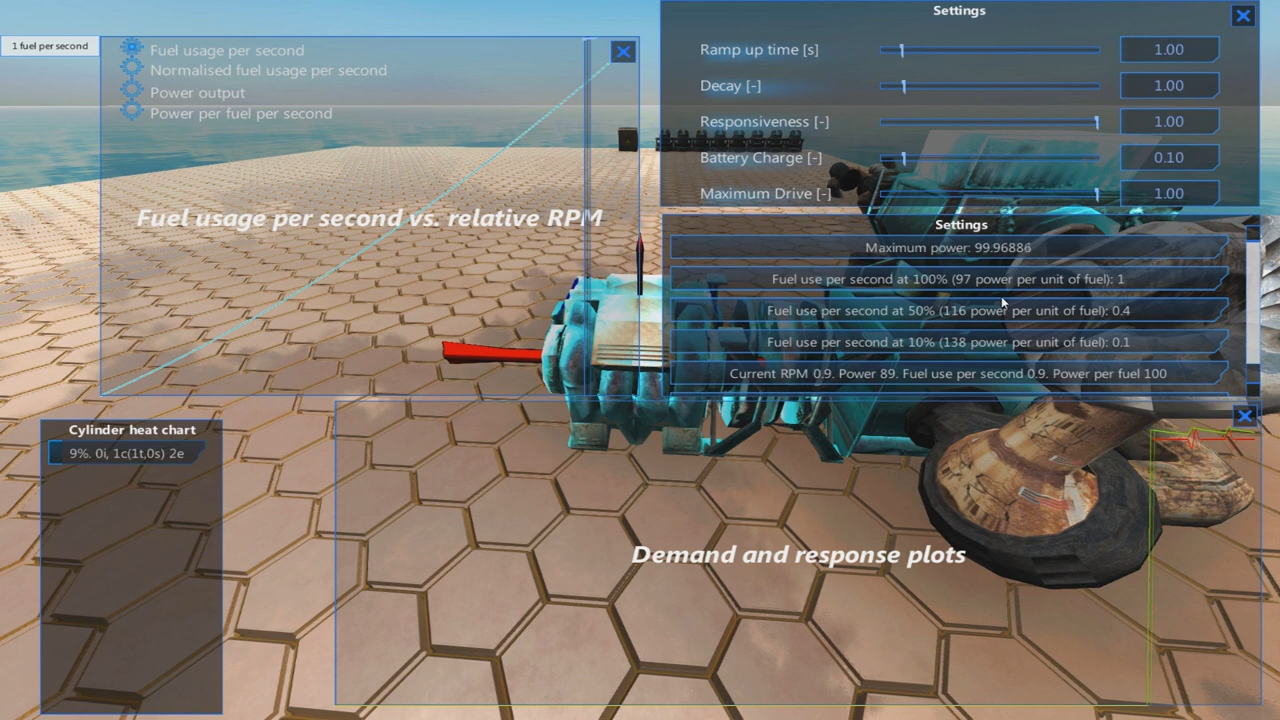 1 fuel per second
Fuel usage per second
Normalised fuel usage per second
Power output
Power per fuel per second
Fuel usage per second vs. relative RPM
Settings
Ramp up time [s] 1.00
Decay [-] 1.00
Responsiveness [-] 1.00
Battery Charge [-] 0.10
Maximum Drive [-] 1.00
Settings
Maximum power: 99.96886
Fuel use per second at 100% (97 power per unit of fuel): 1
Fuel use per second at 50% (116 power per unit of fuel): 0.4
Fuel use per second at 10% (138 power per unit of fuel): 0.1
Current RPM 0.9. Power 89. Fuel use per second 0.9. Power per fuel 100
Cylinder heat chart
9%. 0i, 1c(1t,0s) 2e
Demand and response plots